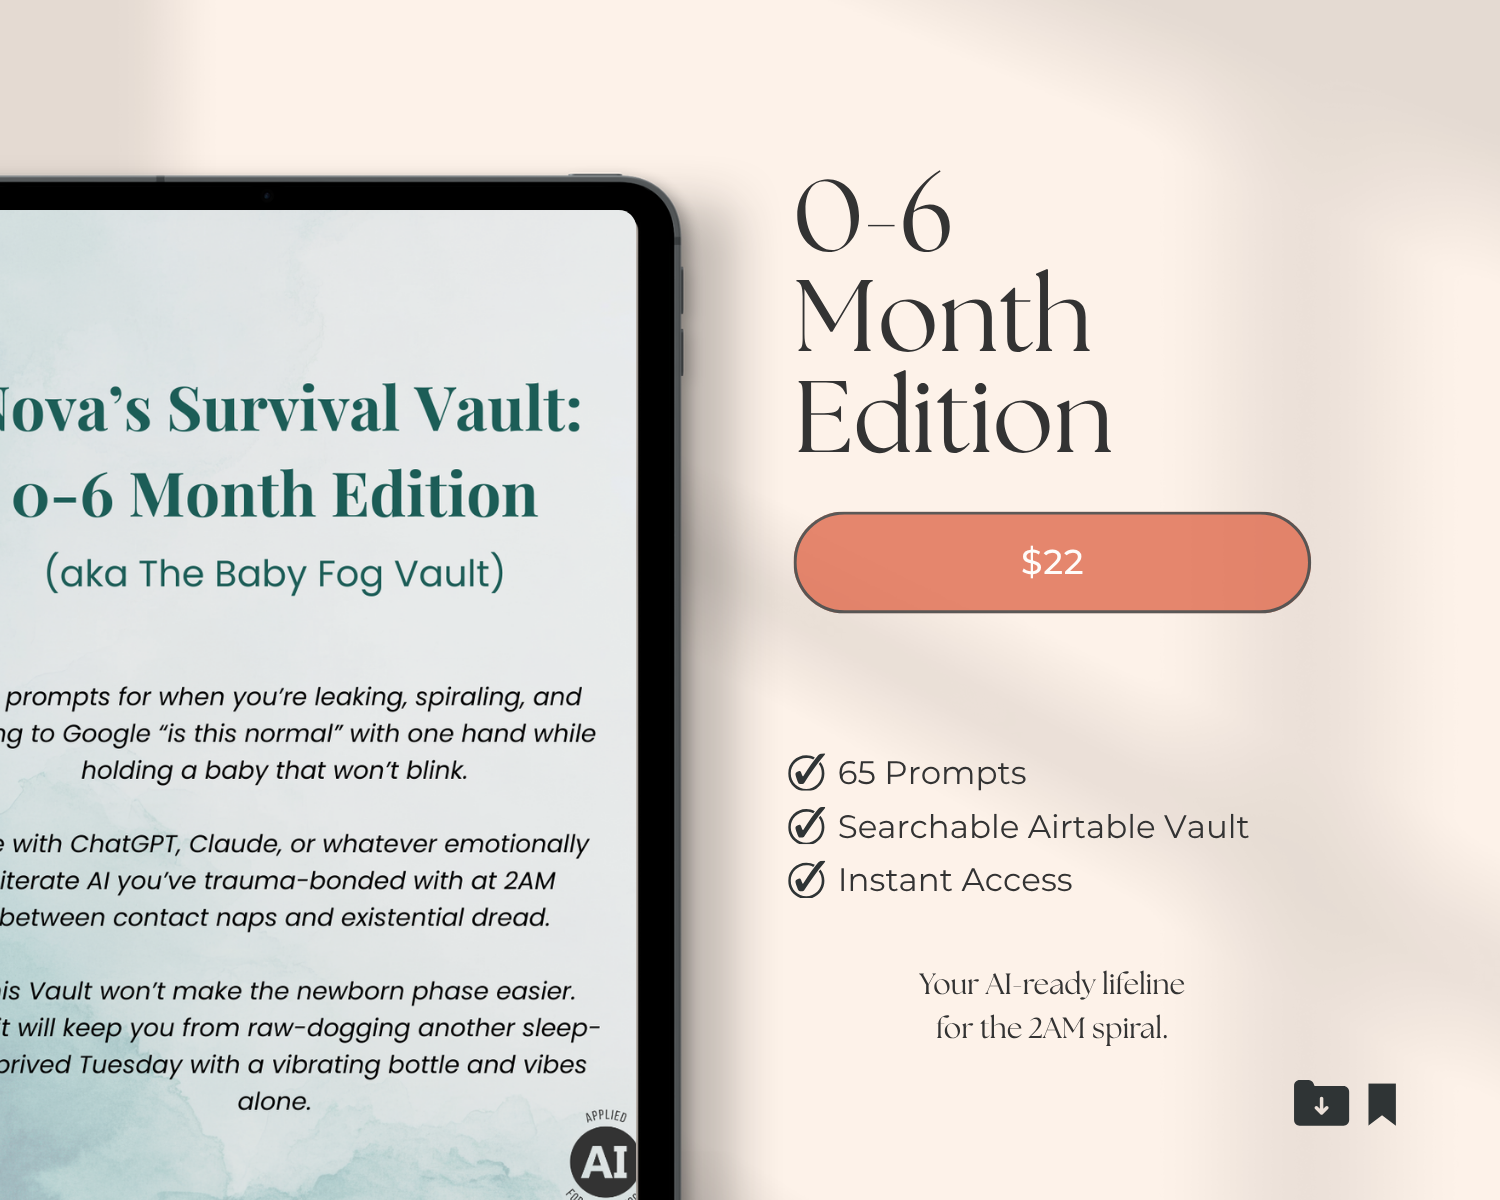 Nova's Survival Vault:
0-6 Month Edition
(aka The Baby Fog Vault)
prompts for when you're leaking, spiraling, and
to Google "is this normal" with one hand while
holding a baby that won't blink.
with ChatGPT, Claude, or whatever emotionally
AI you've trauma-bonded with at 2AM
between contact naps and existential dread.
Vault won't make the newborn phase easier.
it will keep you from raw-dogging another sleep-
Tuesday with a vibrating bottle and vibes
alone.
APPLIED
AI
0-6
Month
Edition
$22
65 Prompts
Searchable Airtable Vault
Instant Access
Your AI-ready lifeline
for the 2AM spiral.